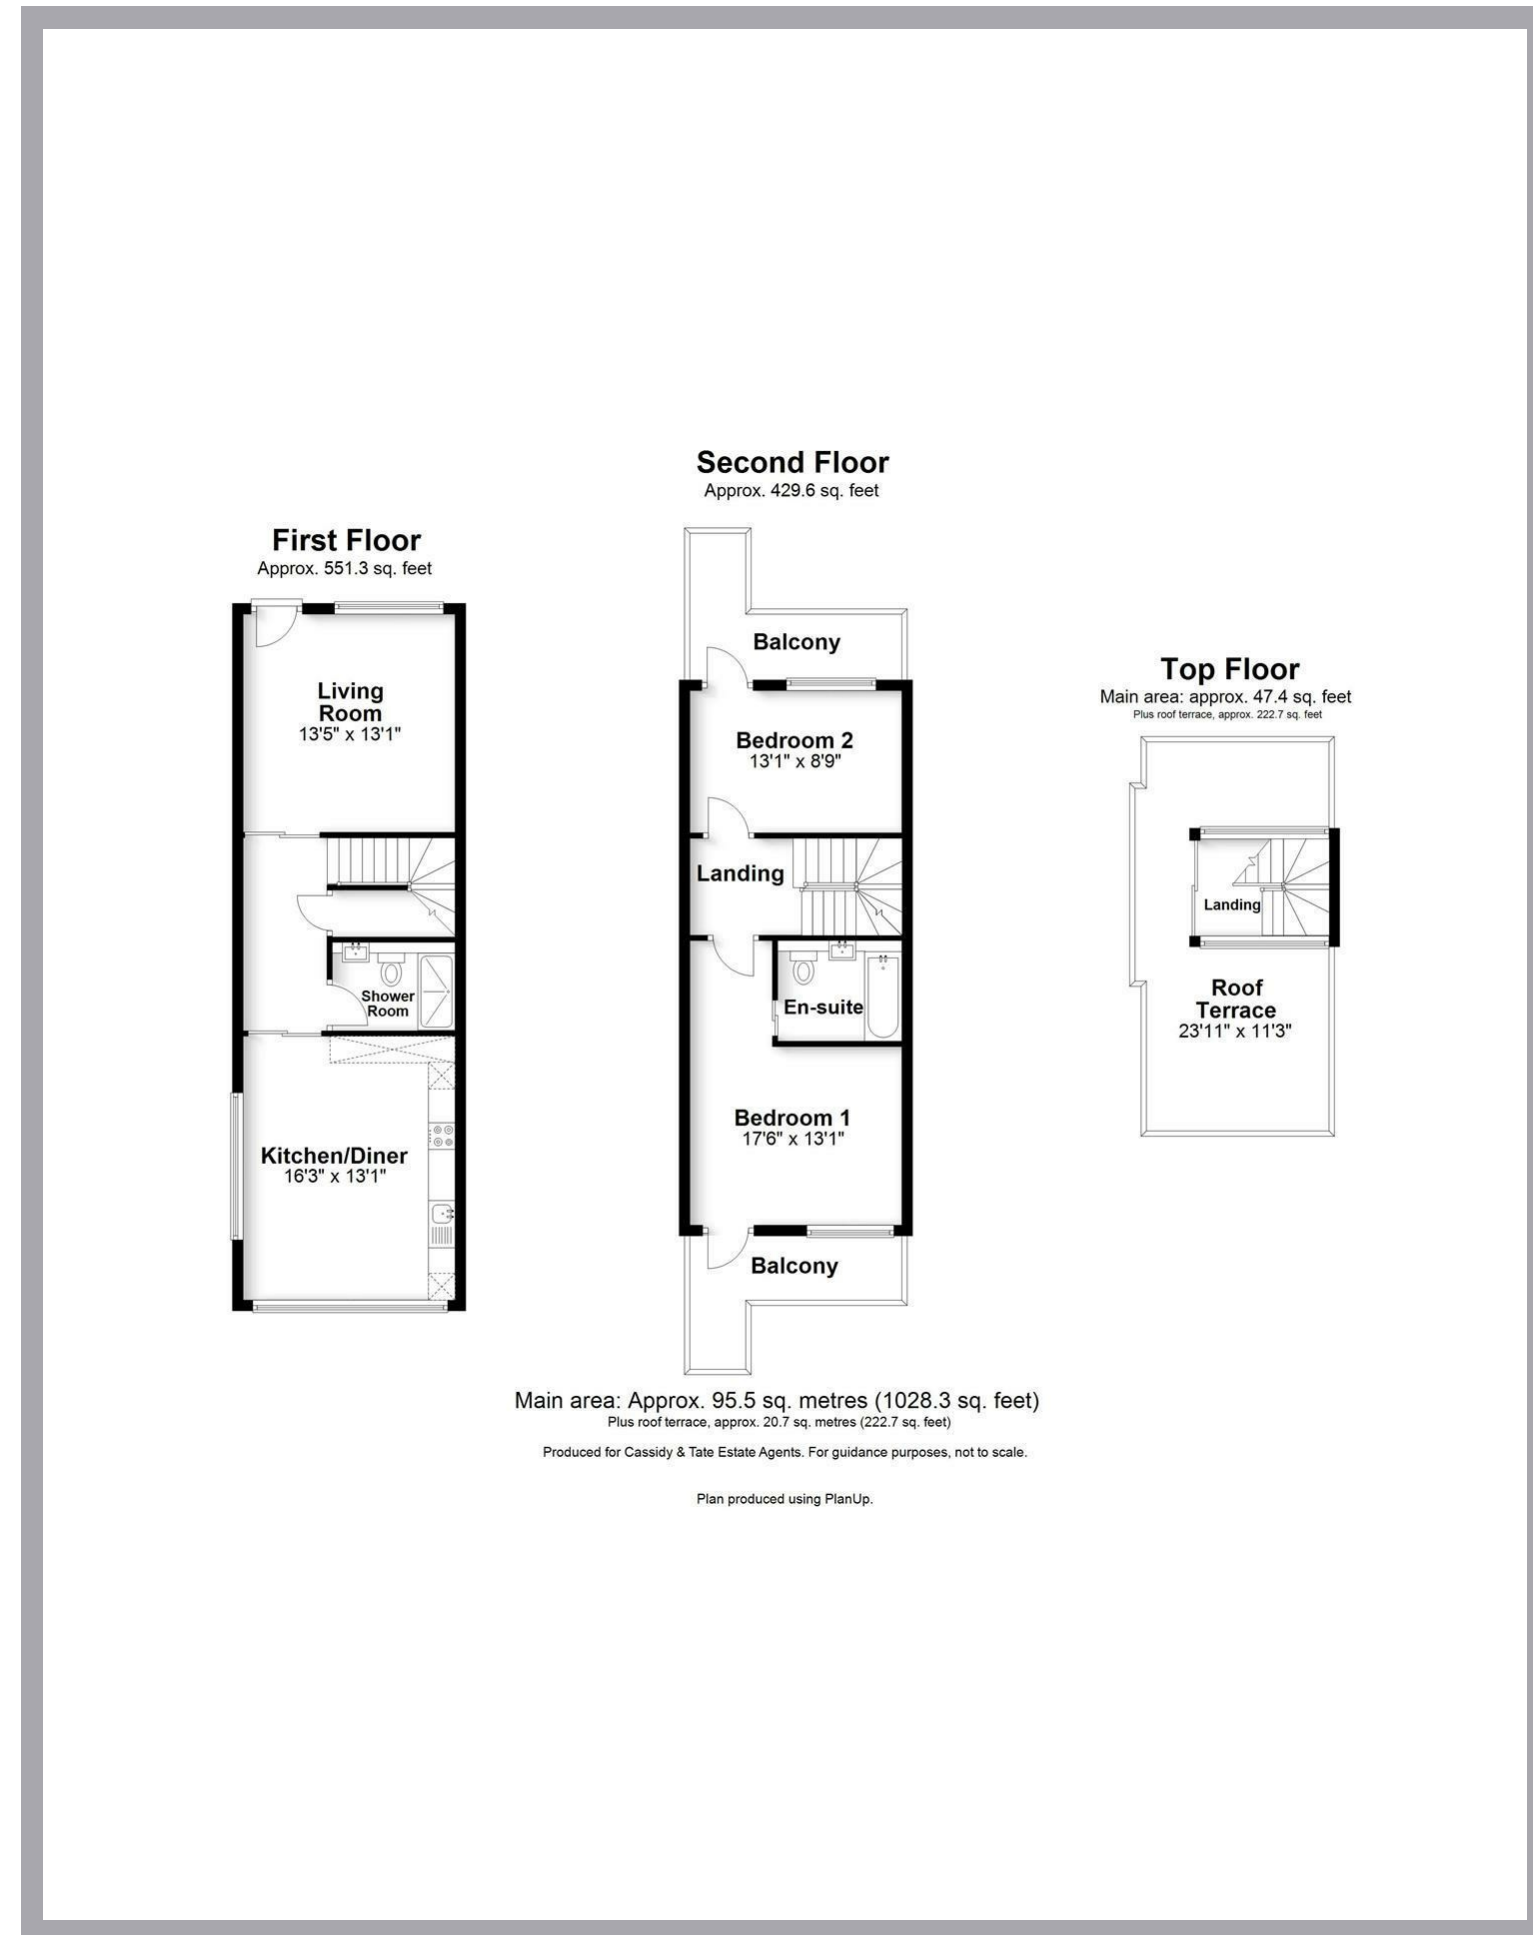 First Floor
Approx. 551.3 sq. feet
Living
Room
13'5" x 13'1"
Shower
Room
Kitchen/Diner
16'3" x 13'1"
Second Floor
Approx. 429.6 sq. feet
Balcony
Bedroom 2
13'1" x 8'9"
Landing
En-suite
Bedroom 1
17'6" x 13'1"
Balcony
Top Floor
Main area: approx. 47.4 sq. feet
Plus roof terrace, approx. 222.7 sq. feet
Landing
Roof
Terrace
23'11" x 11'3"
Main area: Approx. 95.5 sq. metres (1028.3 sq. feet)
Plus roof terrace, approx. 20.7 sq. metres (222.7 sq. feet)
Produced for Cassidy & Tate Estate Agents. For guidance purposes, not to scale.
Plan produced using PlanUp.